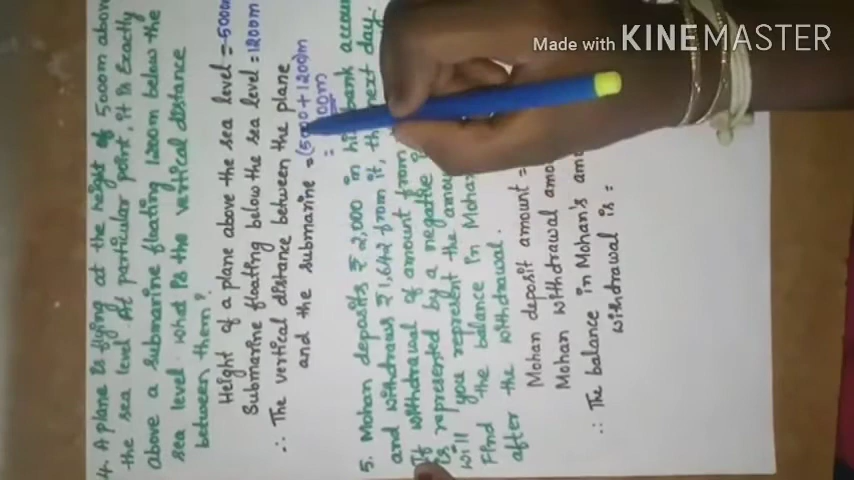 Made with KINEMASTER
4. A plane is flying at the height of 5000m above
the sea level. At particular point, it is Exactly
above a submarine floating 1200m below the
sea level. what is the vertical distance
between them?
Height of a plane above the sea level = 5000m
Submarine floating below the sea level = 1200m
∴ The vertical distance between the plane
and the submarine = (5000+1200)m
=
5. Mohan deposits ₹ 2,000 in his bank account
and withdraws ₹ 1,642 from it, the next day.
If withdrawal of amount from
is represented by a negative
will you represent the amount
Find the balance in Mohan's
after the withdrawal.
Mohan deposit amount =
Mohan withdrawal amount
∴ The balance in Mohan's
withdrawal is =